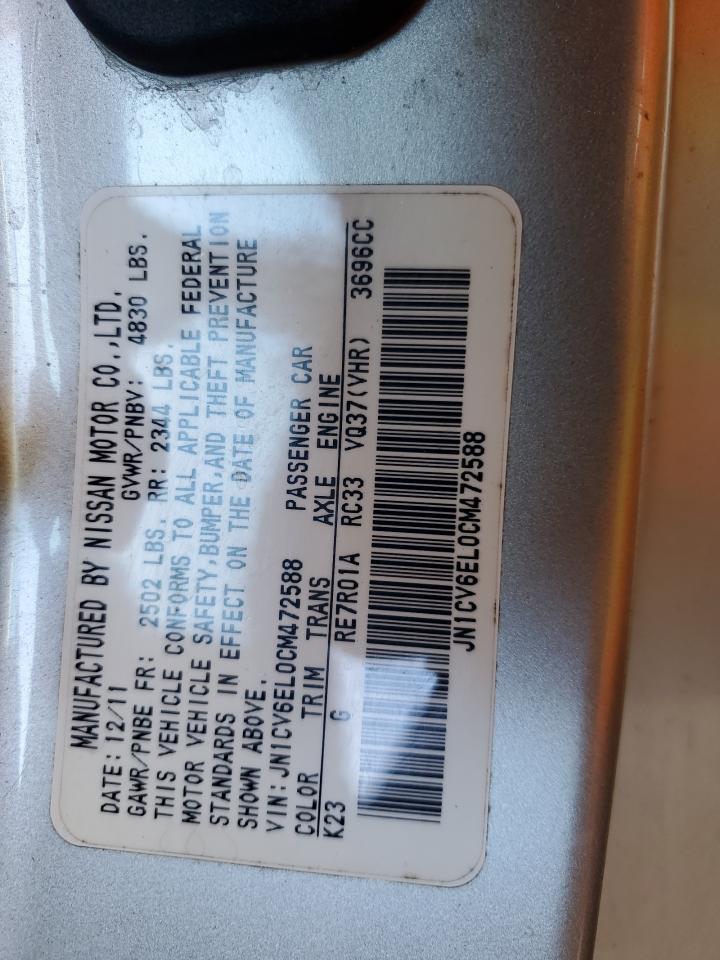 MANUFACTURED BY NISSAN MOTOR CO.,LTD.
DATE: 12/11 GVWR/PNBV: 4830 LBS.
GAWR/PNBE FR: 2502 LBS. RR: 2344 LBS.
THIS VEHICLE CONFORMS TO ALL APPLICABLE FEDERAL
MOTOR VEHICLE SAFETY,BUMPER,AND THEFT PREVENTION
STANDARDS IN EFFECT ON THE DATE OF MANUFACTURE
SHOWN ABOVE.
VIN: JN1CV6EL0CM472588 PASSENGER CAR
COLOR TRIM TRANS AXLE ENGINE
K23 G RE7R01A RC33 VQ37(VHR) 3696CC
JN1CV6EL0CM472588